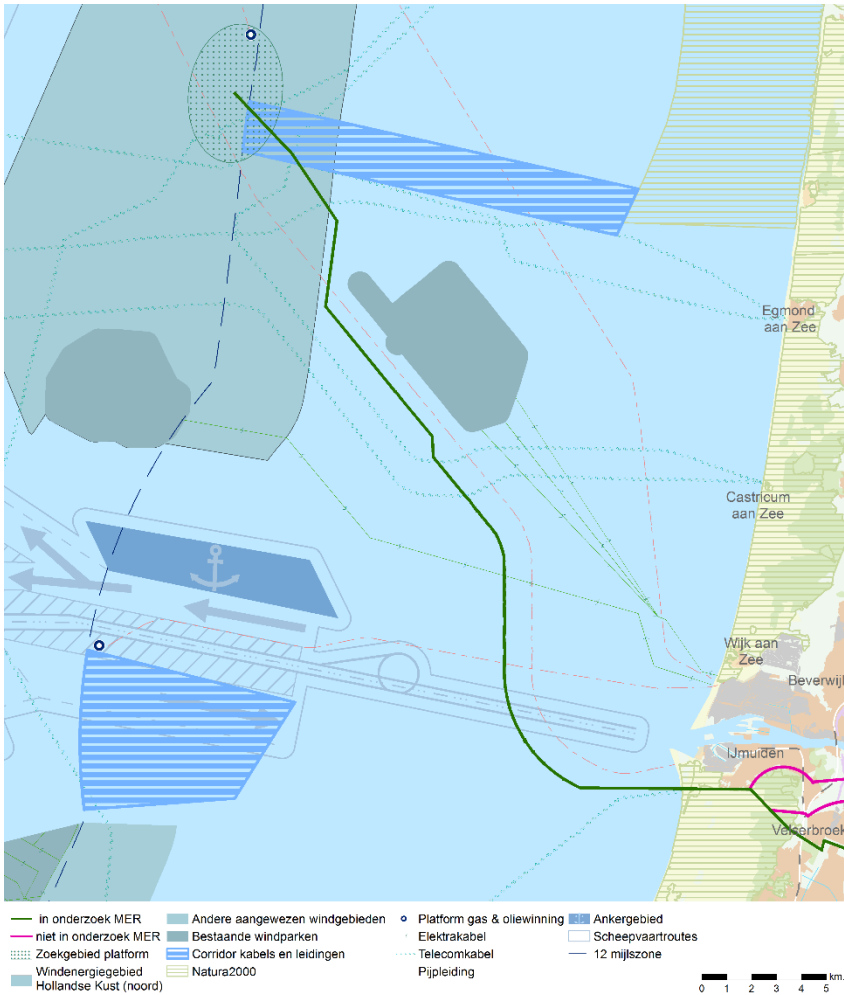 Egmond
aan Zee
Castricum
aan Zee
Wijk aan
Zee
Beverwijk
IJmuiden
Velserbroek
in onderzoek MER
niet in onderzoek MER
Zoekgebied platform
Windenergiegebied
Hollandse Kust (noord)
Andere aangewezen windgebieden
Bestaande windparken
Corridor kabels en leidingen
Natura2000
Platform gas & oliewinning
Elektrakabel
Telecomkabel
Pijpleiding
Ankergebied
Scheepvaartroutes
12 mijlszone
km.
0 1 2 3 4 5